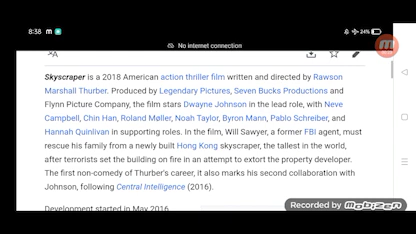 8:38
24%
No internet connection
Skyscraper is a 2018 American action thriller film written and directed by Rawson
Marshall Thurber. Produced by Legendary Pictures, Seven Bucks Productions and
Flynn Picture Company, the film stars Dwayne Johnson in the lead role, with Neve
Campbell, Chin Han, Roland Møller, Noah Taylor, Byron Mann, Pablo Schreiber, and
Hannah Quinlivan in supporting roles. In the film, Will Sawyer, a former FBI agent, must
rescue his family from a newly built Hong Kong skyscraper, the tallest in the world,
after terrorists set the building on fire in an attempt to extort the property developer.
The first non-comedy of Thurber's career, it also marks his second collaboration with
Johnson, following Central Intelligence (2016).
Recorded by MOBIZEN
Development started in May 2016